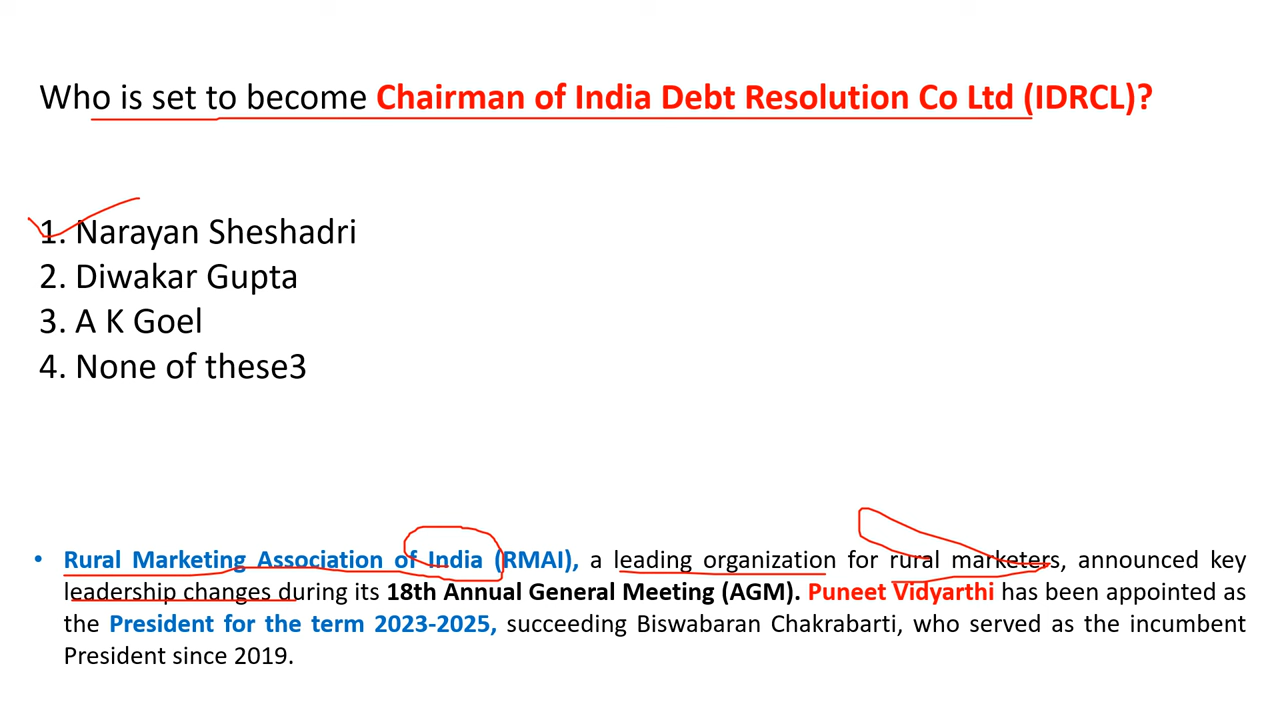 Who is set to become Chairman of India Debt Resolution Co Ltd (IDRCL)?
1. Narayan Sheshadri
2. Diwakar Gupta
3. A K Goel
4. None of these3
• Rural Marketing Association of India (RMAI), a leading organization for rural marketers, announced key
leadership changes during its 18th Annual General Meeting (AGM). Puneet Vidyarthi has been appointed as
the President for the term 2023-2025, succeeding Biswabaran Chakrabarti, who served as the incumbent
President since 2019.